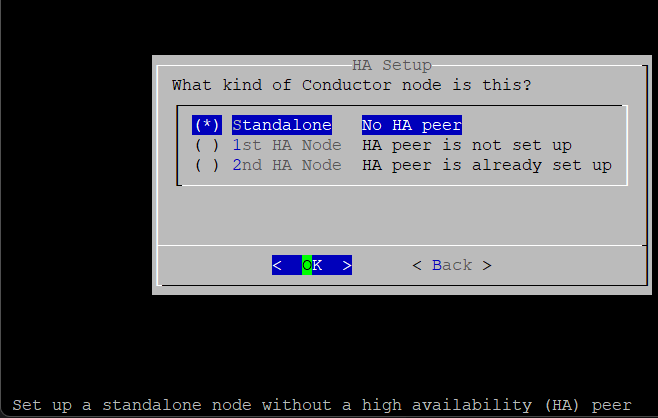 HA Setup
What kind of Conductor node is this?
(*) Standalone No HA peer
( ) 1st HA Node HA peer is not set up
( ) 2nd HA Node HA peer is already set up
< OK > < Back >
Set up a standalone node without a high availability (HA) peer